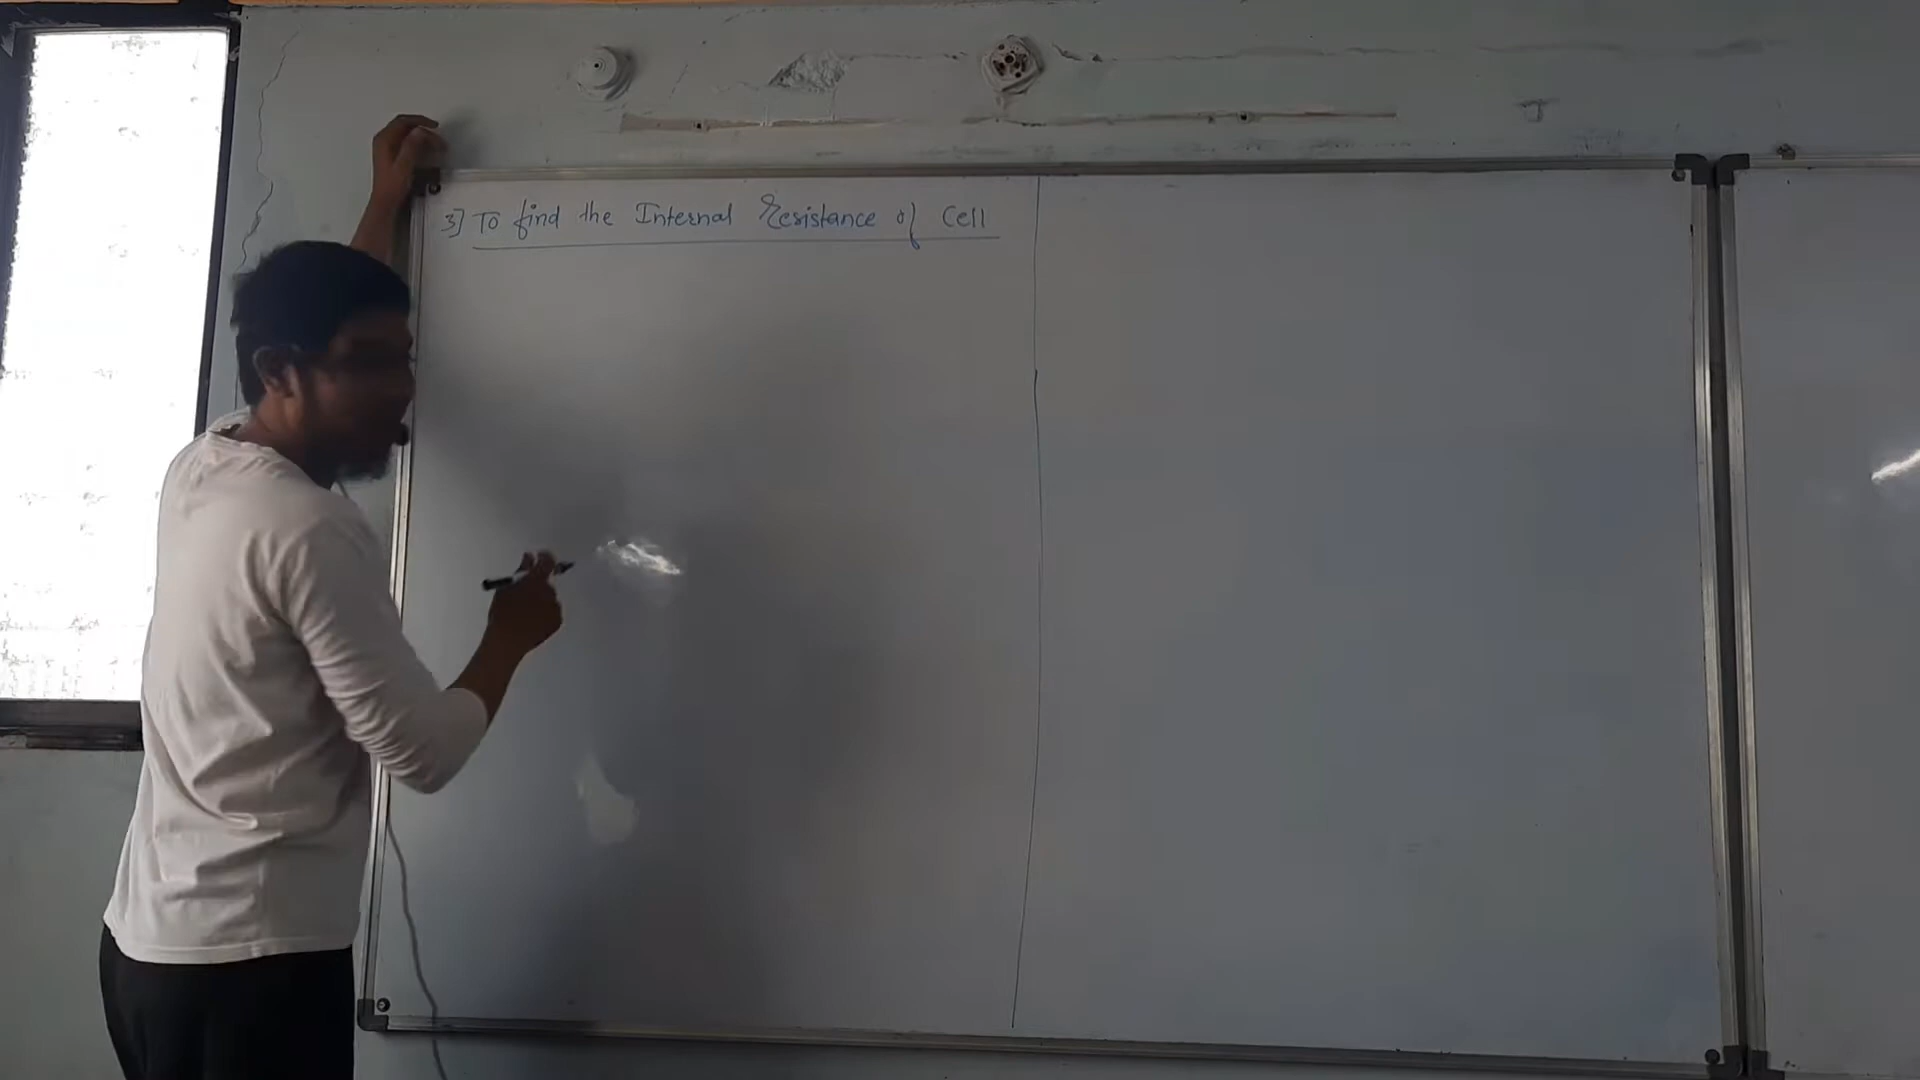 3] To find the Internal Resistance of Cell